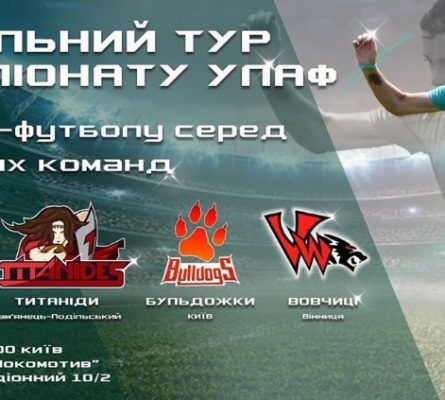 ЛЬНИЙ ТУР
ПІОНАТУ УЛАФ
-футболу серед
их команд
TITANIDES
BullDogs
ТИТАНІДИ
БУЛЬДОЖКИ
ВОВЧИЦІ
ам'янець-Подільський
КИЇВ
Вінниця
00 КИЇВ
Локомотив"
діонний 10/2